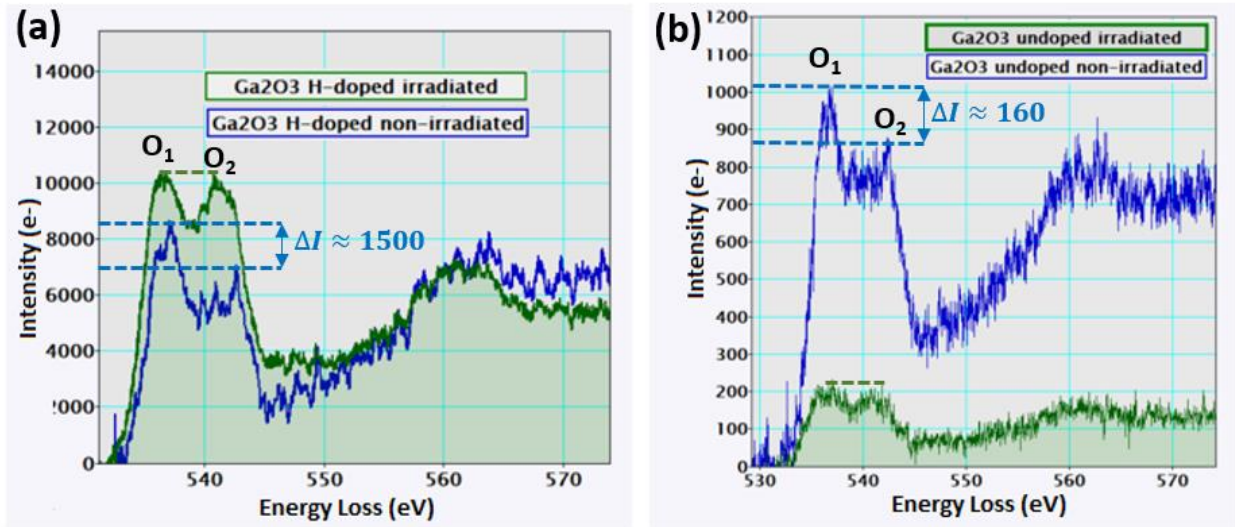 (a)
14000
12000
10000
8000
6000
4000
2000
0
Intensity (e-)
Ga2O3 H-doped irradiated
Ga2O3 H-doped non-irradiated
O1 O2
ΔI ≈ 1500
540 550 560 570
Energy Loss (eV)
(b)
1200
1100
1000
900
800
700
600
500
400
300
200
100
0
Intensity (e-)
Ga2O3 undoped irradiated
Ga2O3 undoped non-irradiated
O1
O2
ΔI ≈ 160
530 540 550 560 570
Energy Loss (eV)